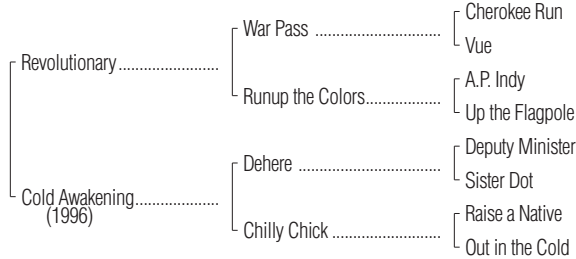 Cherokee Run
War Pass ..............................
Vue
Revolutionary ........................
A.P. Indy
Runup the Colors..................
Up the Flagpole
Deputy Minister
Dehere ..................................
Sister Dot
Cold Awakening....................
(1996)
Raise a Native
Chilly Chick ..........................
Out in the Cold